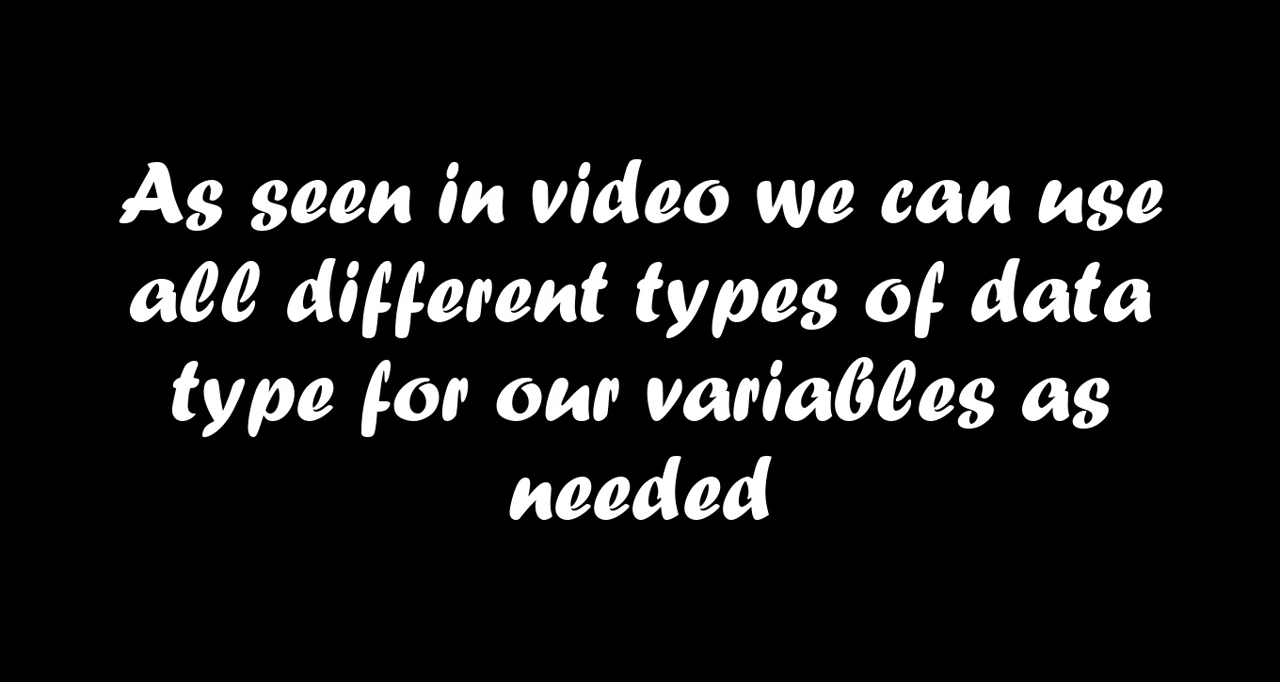 As seen in video we can use
all different types of data
type for our variables as
needed